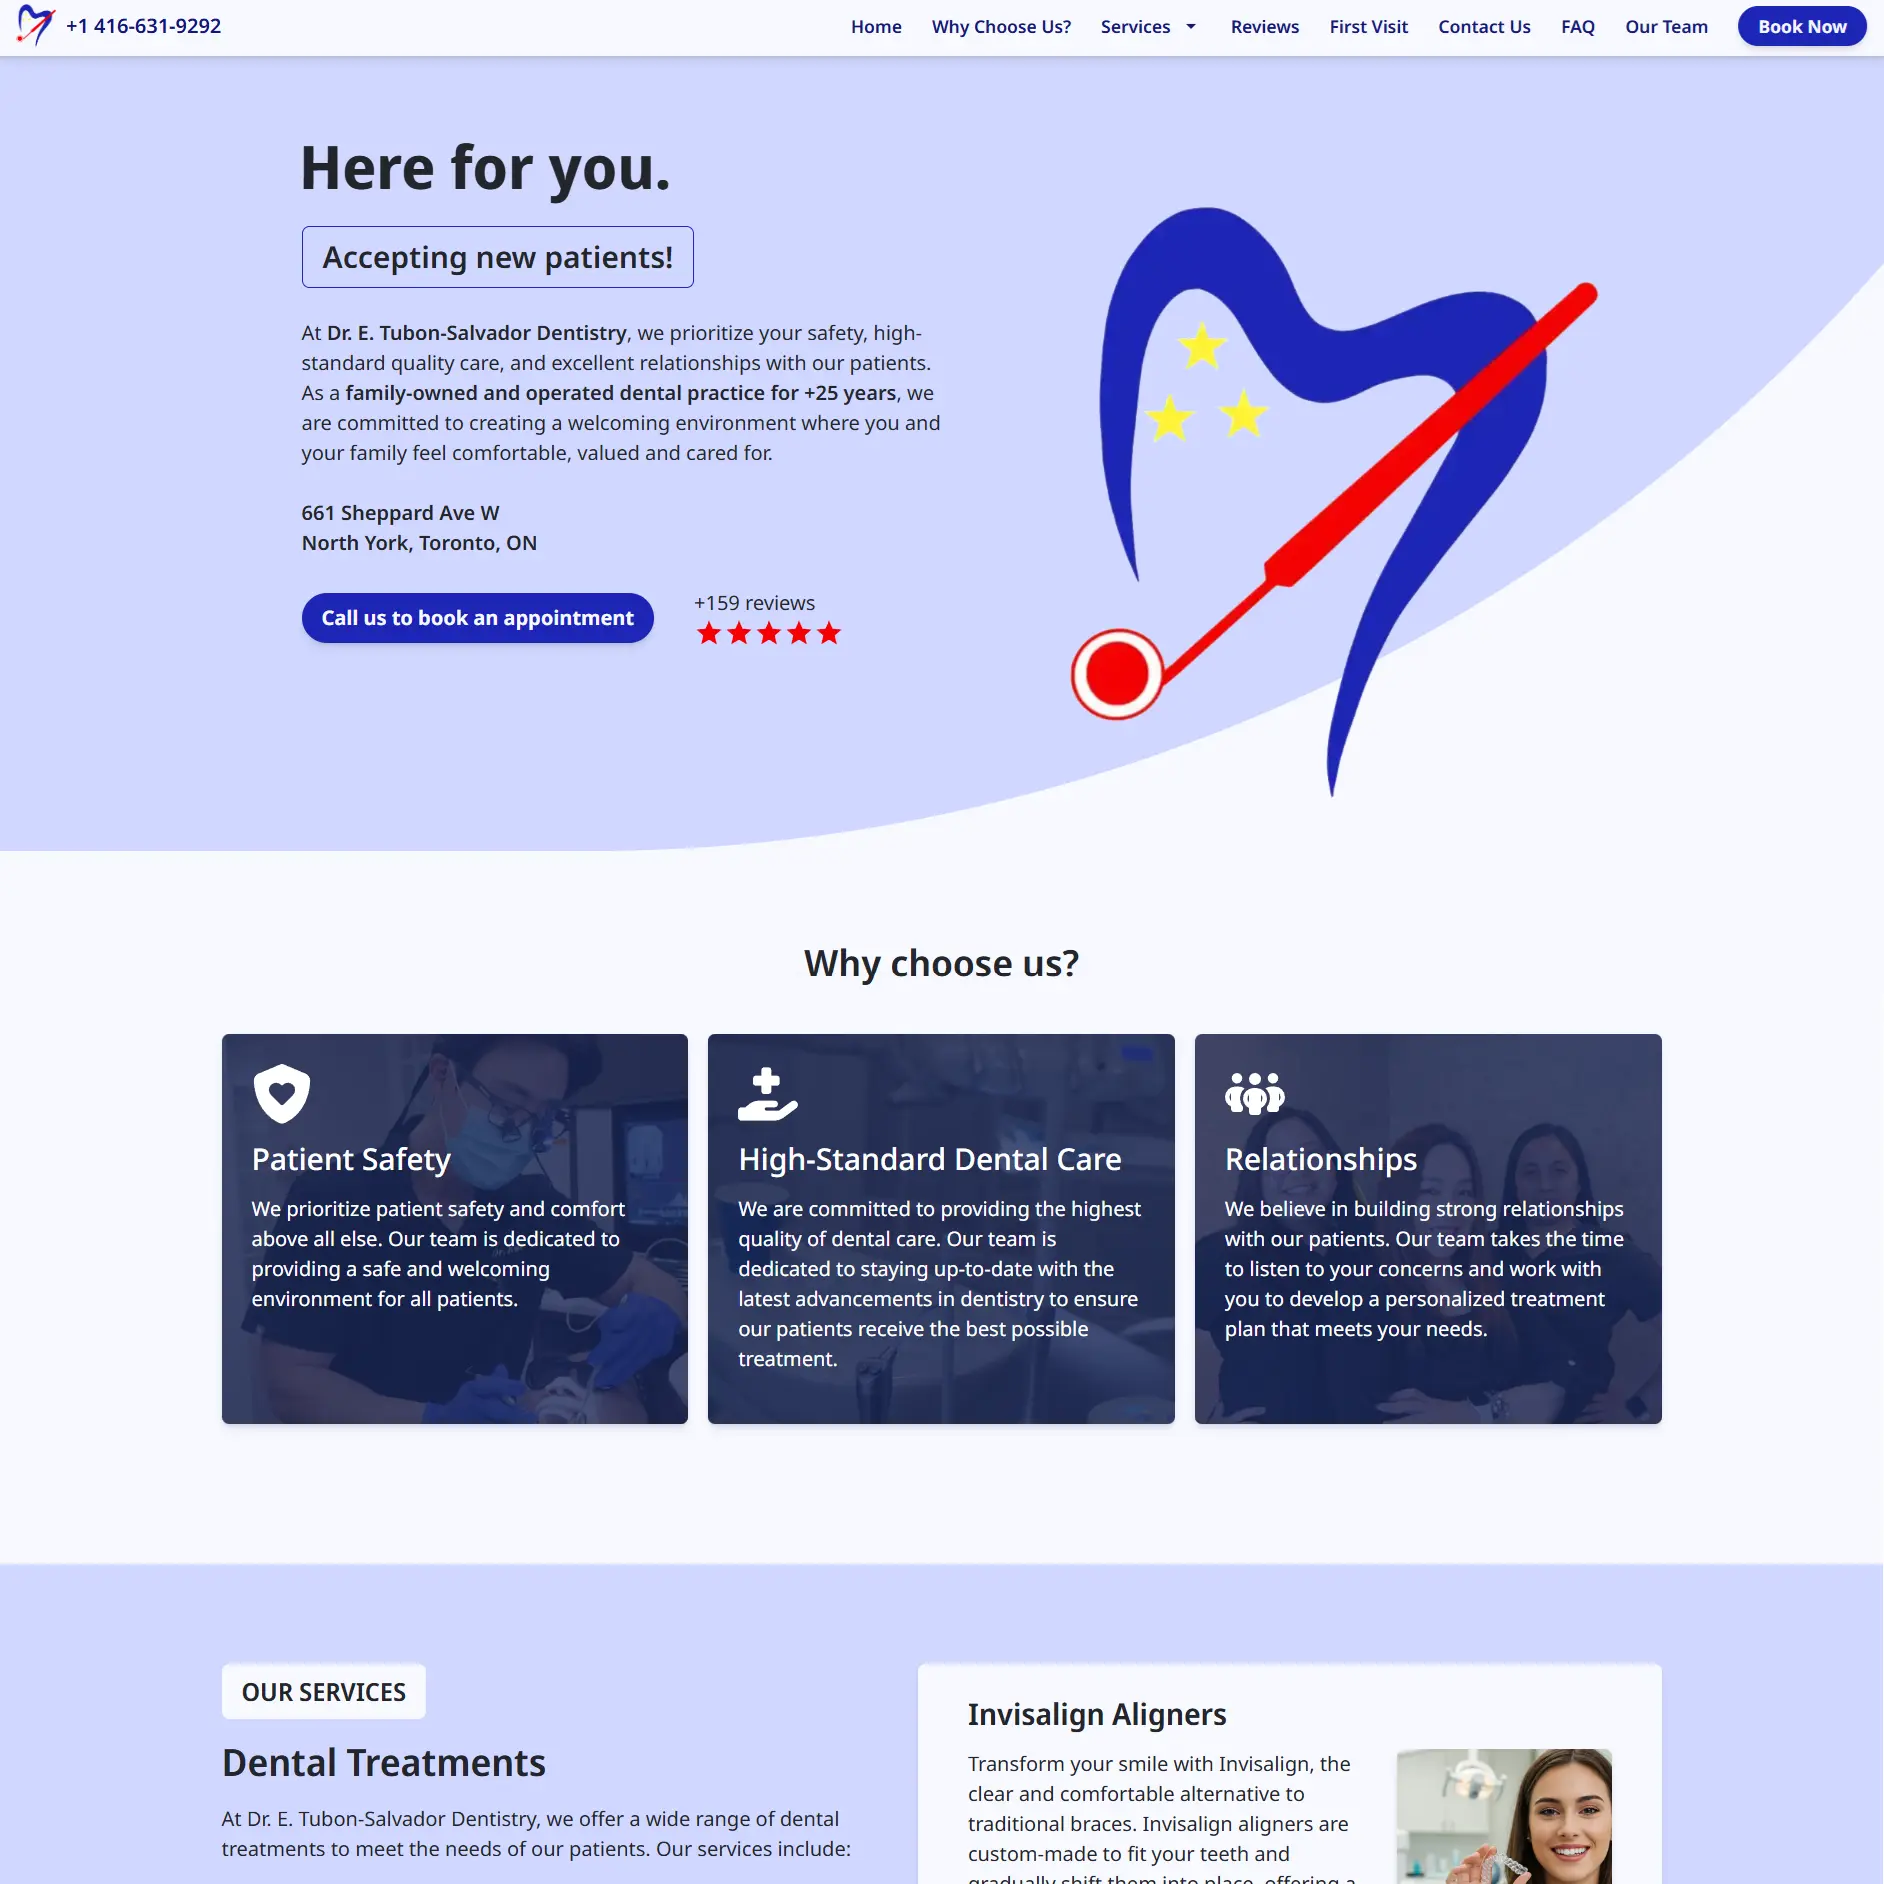 +1 416-631-9292
Home
Why Choose Us?
Services
Reviews
First Visit
Contact Us
FAQ
Our Team
Book Now
Here for you.
Accepting new patients!
At Dr. E. Tubon-Salvador Dentistry, we prioritize your safety, high-
standard quality care, and excellent relationships with our patients.
As a family-owned and operated dental practice for +25 years, we
are committed to creating a welcoming environment where you and
your family feel comfortable, valued and cared for.
661 Sheppard Ave W
North York, Toronto, ON
Call us to book an appointment
+159 reviews
Why choose us?
Patient Safety
We prioritize patient safety and comfort
above all else. Our team is dedicated to
providing a safe and welcoming
environment for all patients.
High-Standard Dental Care
We are committed to providing the highest
quality of dental care. Our team is
dedicated to staying up-to-date with the
latest advancements in dentistry to ensure
our patients receive the best possible
treatment.
Relationships
We believe in building strong relationships
with our patients. Our team takes the time
to listen to your concerns and work with
you to develop a personalized treatment
plan that meets your needs.
OUR SERVICES
Dental Treatments
At Dr. E. Tubon-Salvador Dentistry, we offer a wide range of dental
treatments to meet the needs of our patients. Our services include:
Invisalign Aligners
Transform your smile with Invisalign, the
clear and comfortable alternative to
traditional braces. Invisalign aligners are
custom-made to fit your teeth and
gradually shift them into place, offering a